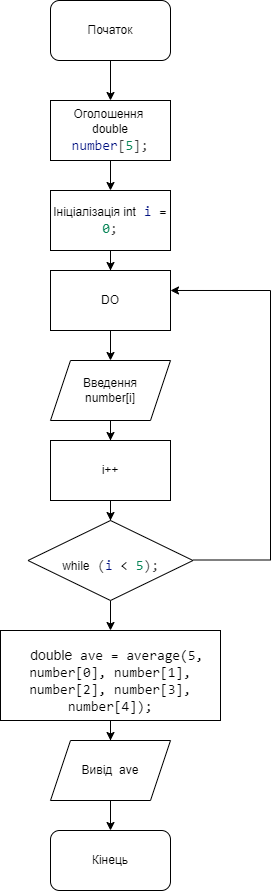 Початок
Оголошення
double
number[5];
Ініціалізація int i =
0;
DO
Введення
number[i]
i++
while (i < 5);
double ave = average(5,
number[0], number[1],
number[2], number[3],
number[4]);
Вивід ave
Кінець